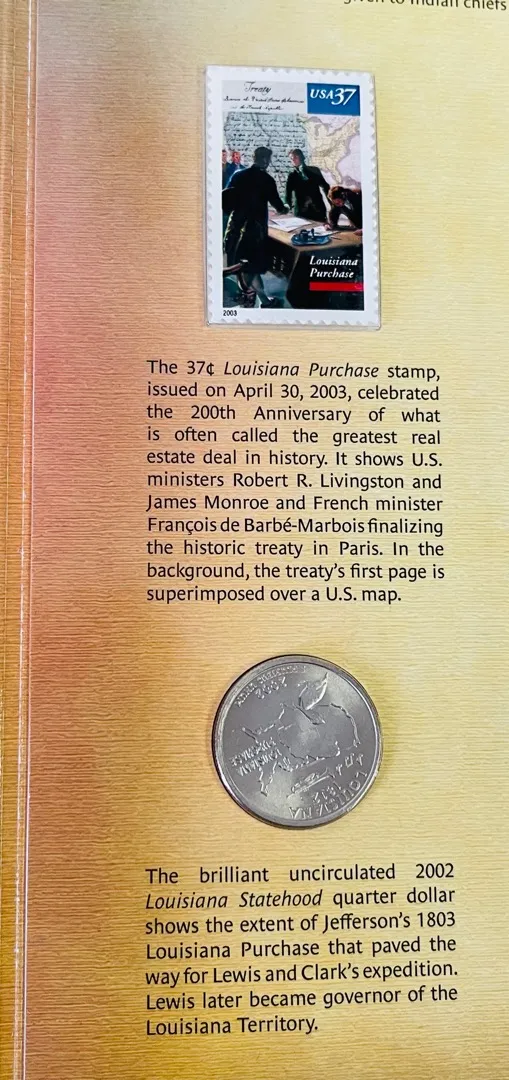 given to Indian chiefs
Treaty
USA37
Louisiana
Purchase
2003
The 37¢ Louisiana Purchase stamp,
issued on April 30, 2003, celebrated
the 200th Anniversary of what
is often called the greatest real
estate deal in history. It shows U.S.
ministers Robert R. Livingston and
James Monroe and French minister
François de Barbé-Marbois finalizing
the historic treaty in Paris. In the
background, the treaty's first page is
superimposed over a U.S. map.
2002
LOUISIANA
PURCHASE
1812
LOUISIANA
The brilliant uncirculated 2002
Louisiana Statehood quarter dollar
shows the extent of Jefferson's 1803
Louisiana Purchase that paved the
way for Lewis and Clark's expedition.
Lewis later became governor of the
Louisiana Territory.